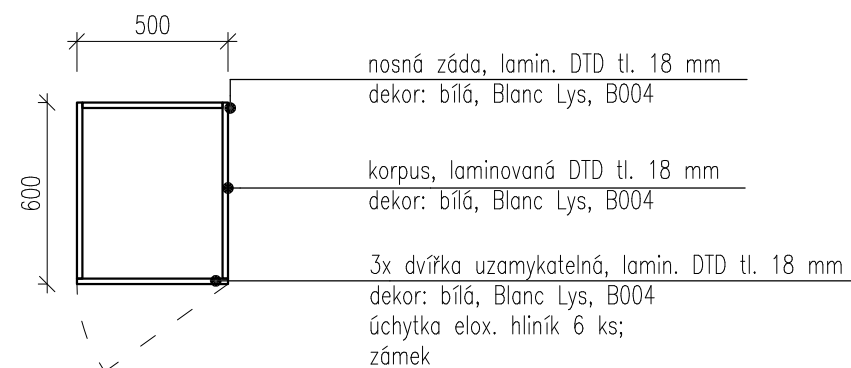 500
nosná záda, lamin. DTD tl. 18 mm
dekor: bílá, Blanc Lys, B004
600
korpus, laminovaná DTD tl. 18 mm
dekor: bílá, Blanc Lys, B004
3x dvířka uzamykatelná, lamin. DTD tl. 18 mm
dekor: bílá, Blanc Lys, B004
úchytka elox. hliník 6 ks;
zámek